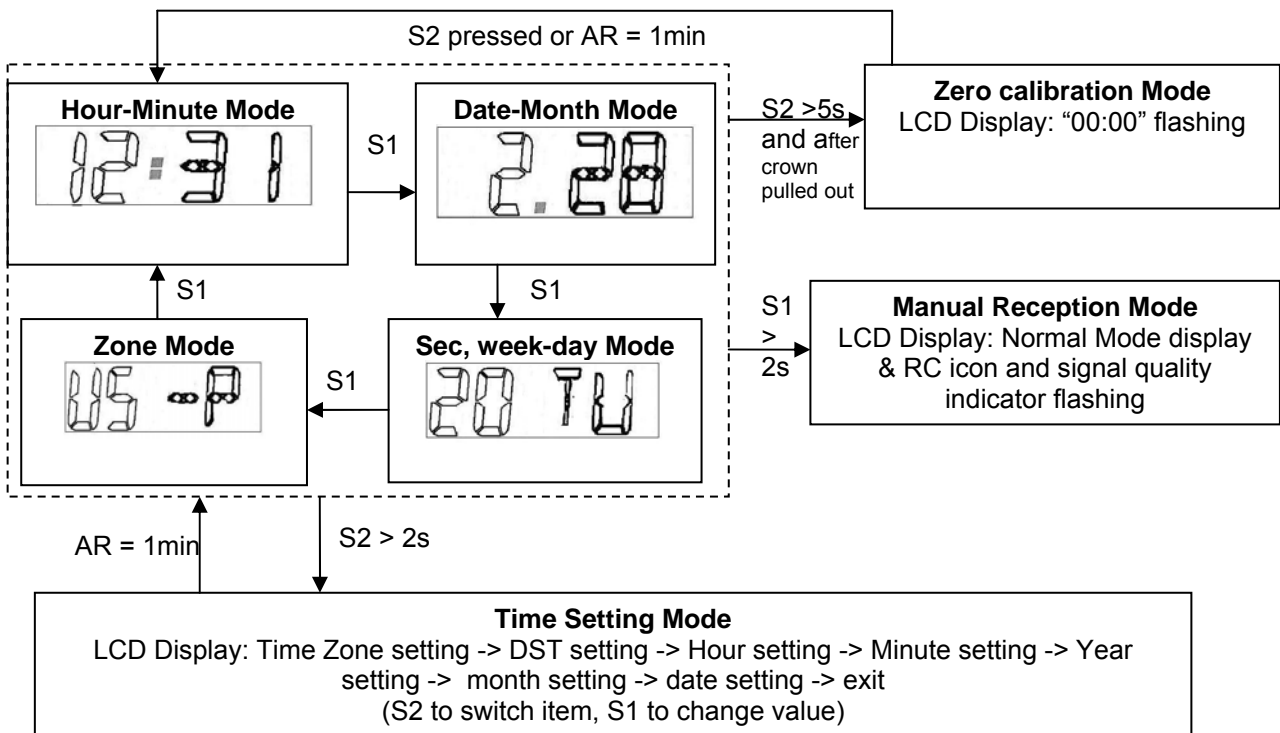 S2 pressed or AR = 1min
Hour-Minute Mode
12:31
S1
Date-Month Mode
2.28
S2 >5s
and after
crown
pulled out
Zero calibration Mode
LCD Display: “00:00” flashing
S1
S1
Zone Mode
US -P
S1
Sec, week-day Mode
20 TU
S1
>
2s
Manual Reception Mode
LCD Display: Normal Mode display
& RC icon and signal quality
indicator flashing
AR = 1min
S2 > 2s
Time Setting Mode
LCD Display: Time Zone setting -> DST setting -> Hour setting -> Minute setting -> Year
setting -> month setting -> date setting -> exit
(S2 to switch item, S1 to change value)